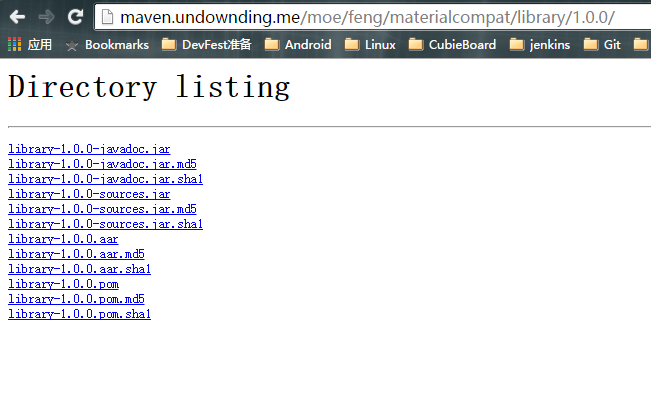 maven.undownding.me/moe/feng/materialcompat/library/1.0.0/
应用 Bookmarks DevFest准备 Android Linux CubieBoard jenkins Git
Directory listing
library-1.0.0-javadoc.jar
library-1.0.0-javadoc.jar.md5
library-1.0.0-javadoc.jar.sha1
library-1.0.0-sources.jar
library-1.0.0-sources.jar.md5
library-1.0.0-sources.jar.sha1
library-1.0.0.aar
library-1.0.0.aar.md5
library-1.0.0.aar.sha1
library-1.0.0.pom
library-1.0.0.pom.md5
library-1.0.0.pom.sha1